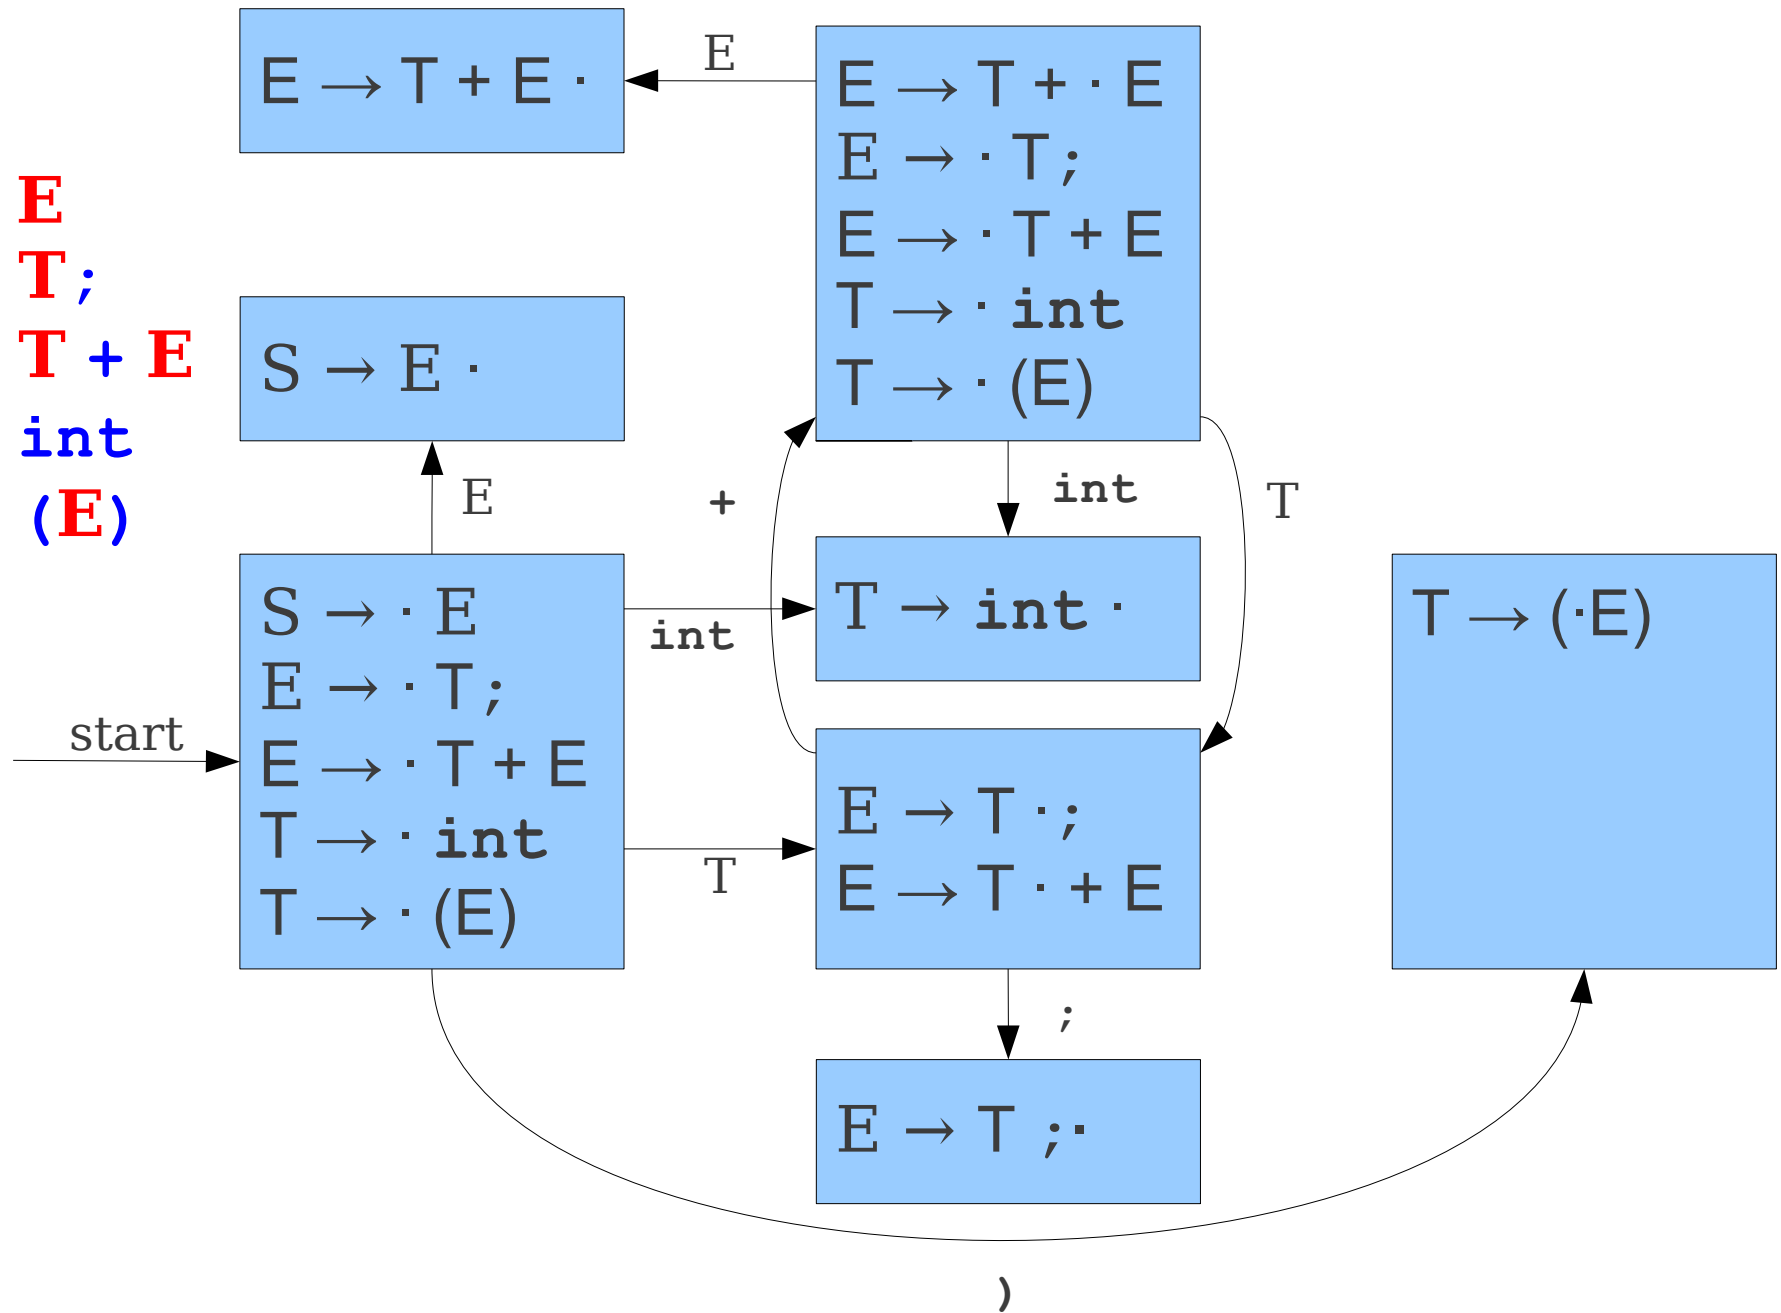 E → T + E ·
E
E → T + · E
E → · T ;
E → · T + E
T → · int
T → · (E)
E
T ;
T + E
int
(E)
S → E ·
E
+
int
T
S → · E
E → · T ;
E → · T + E
T → · int
T → · (E)
start
int
T → int ·
T → (·E)
T
E → T · ;
E → T · + E
;
E → T ; ·
)